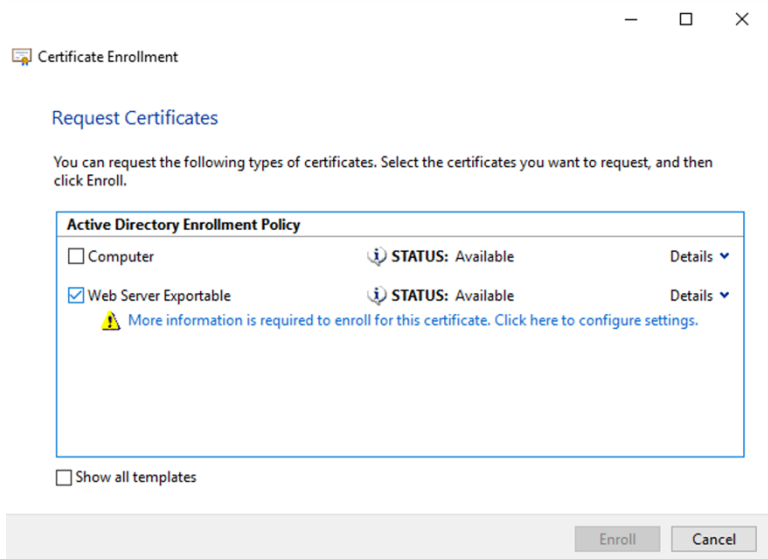 Certificate Enrollment
Request Certificates
You can request the following types of certificates. Select the certificates you want to request, and then
click Enroll.
Active Directory Enrollment Policy
Computer STATUS: Available Details
Web Server Exportable STATUS: Available Details
More information is required to enroll for this certificate. Click here to configure settings.
Show all templates
Enroll Cancel